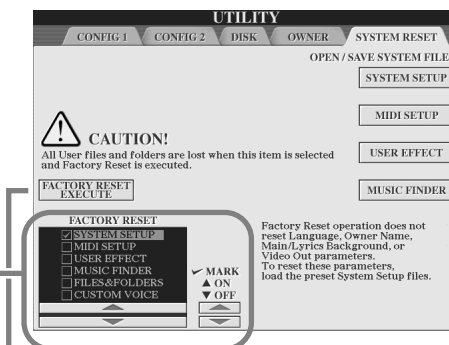 UTILITY
CONFIG 1 CONFIG 2 DISK OWNER SYSTEM RESET
OPEN / SAVE SYSTEM FILE
SYSTEM SETUP
MIDI SETUP
USER EFFECT
MUSIC FINDER
CAUTION!
All User files and folders are lost when this item is selected
and Factory Reset is executed.
FACTORY RESET
EXECUTE
FACTORY RESET
SYSTEM SETUP
MIDI SETUP
USER EFFECT
MUSIC FINDER
FILES&FOLDERS
CUSTOM VOICE
MARK
▲ ON
▼ OFF
Factory Reset operation does not
reset Language, Owner Name,
Main/Lyrics Background, or
Video Out parameters.
To reset these parameters,
load the preset System Setup files.